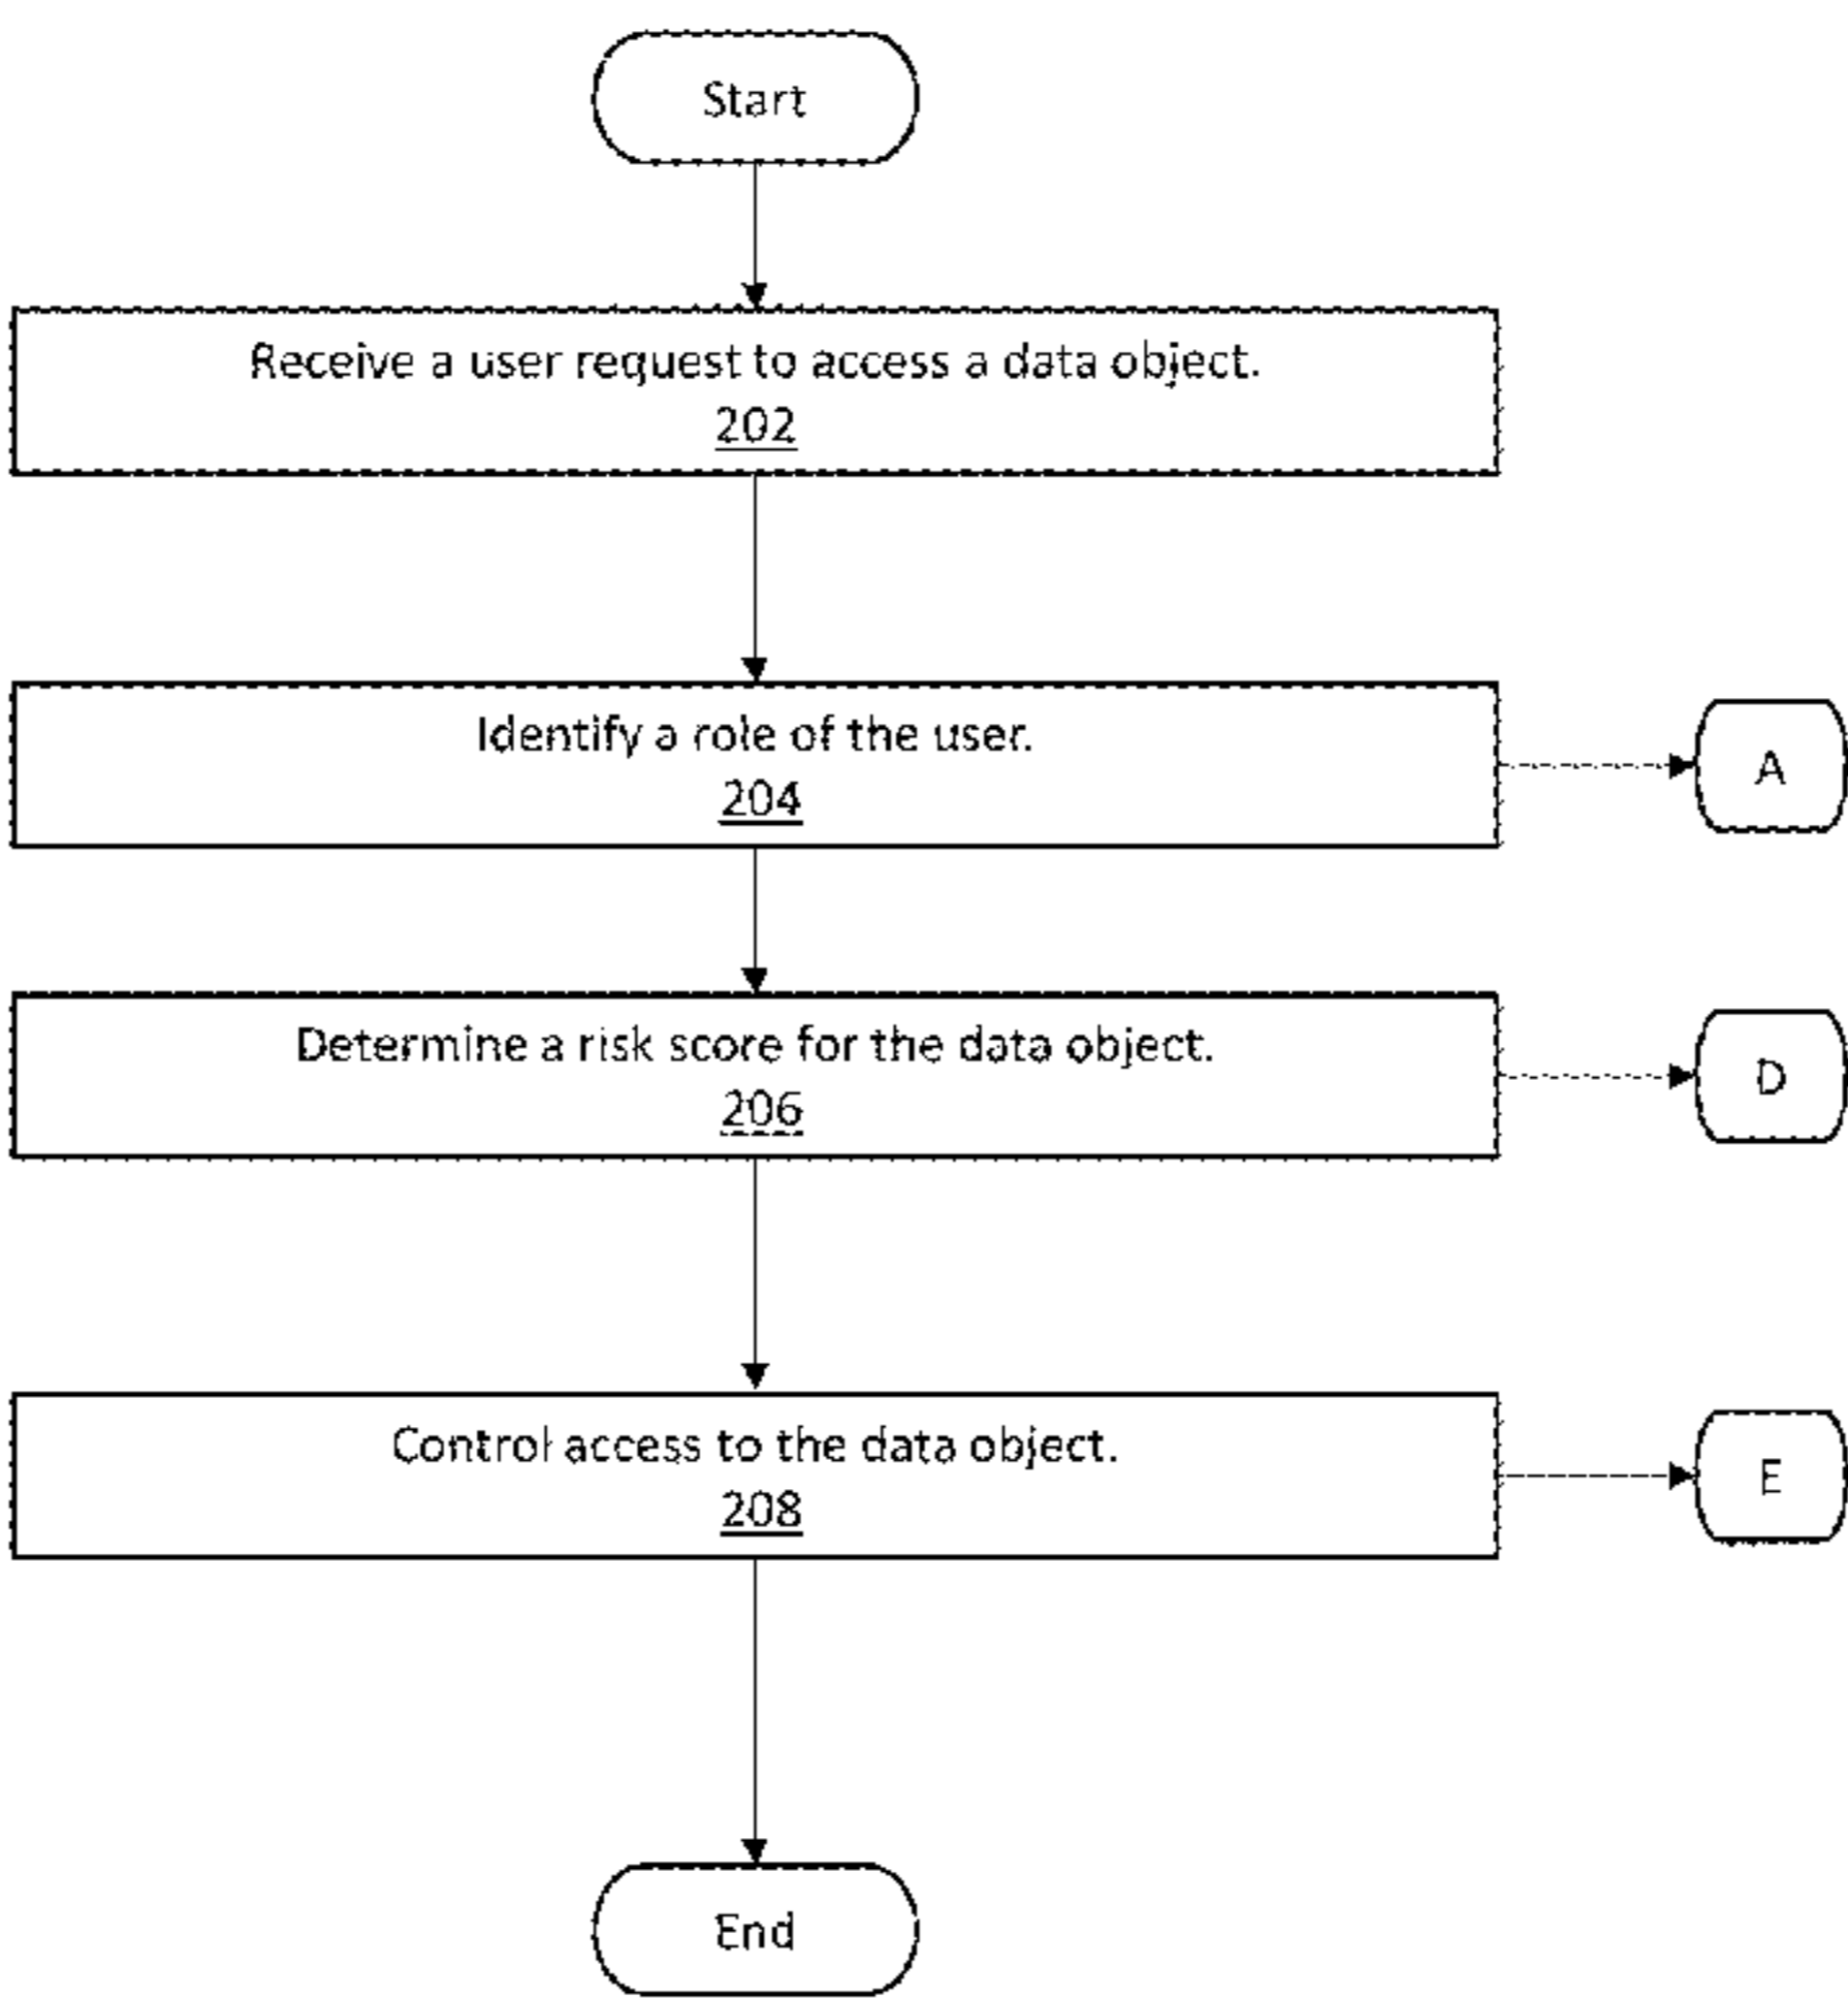 Start
Receive a user request to access a data object.
202
Identify a role of the user.
204
A
Determine a risk score for the data object.
206
D
Control access to the data object.
208
E
End